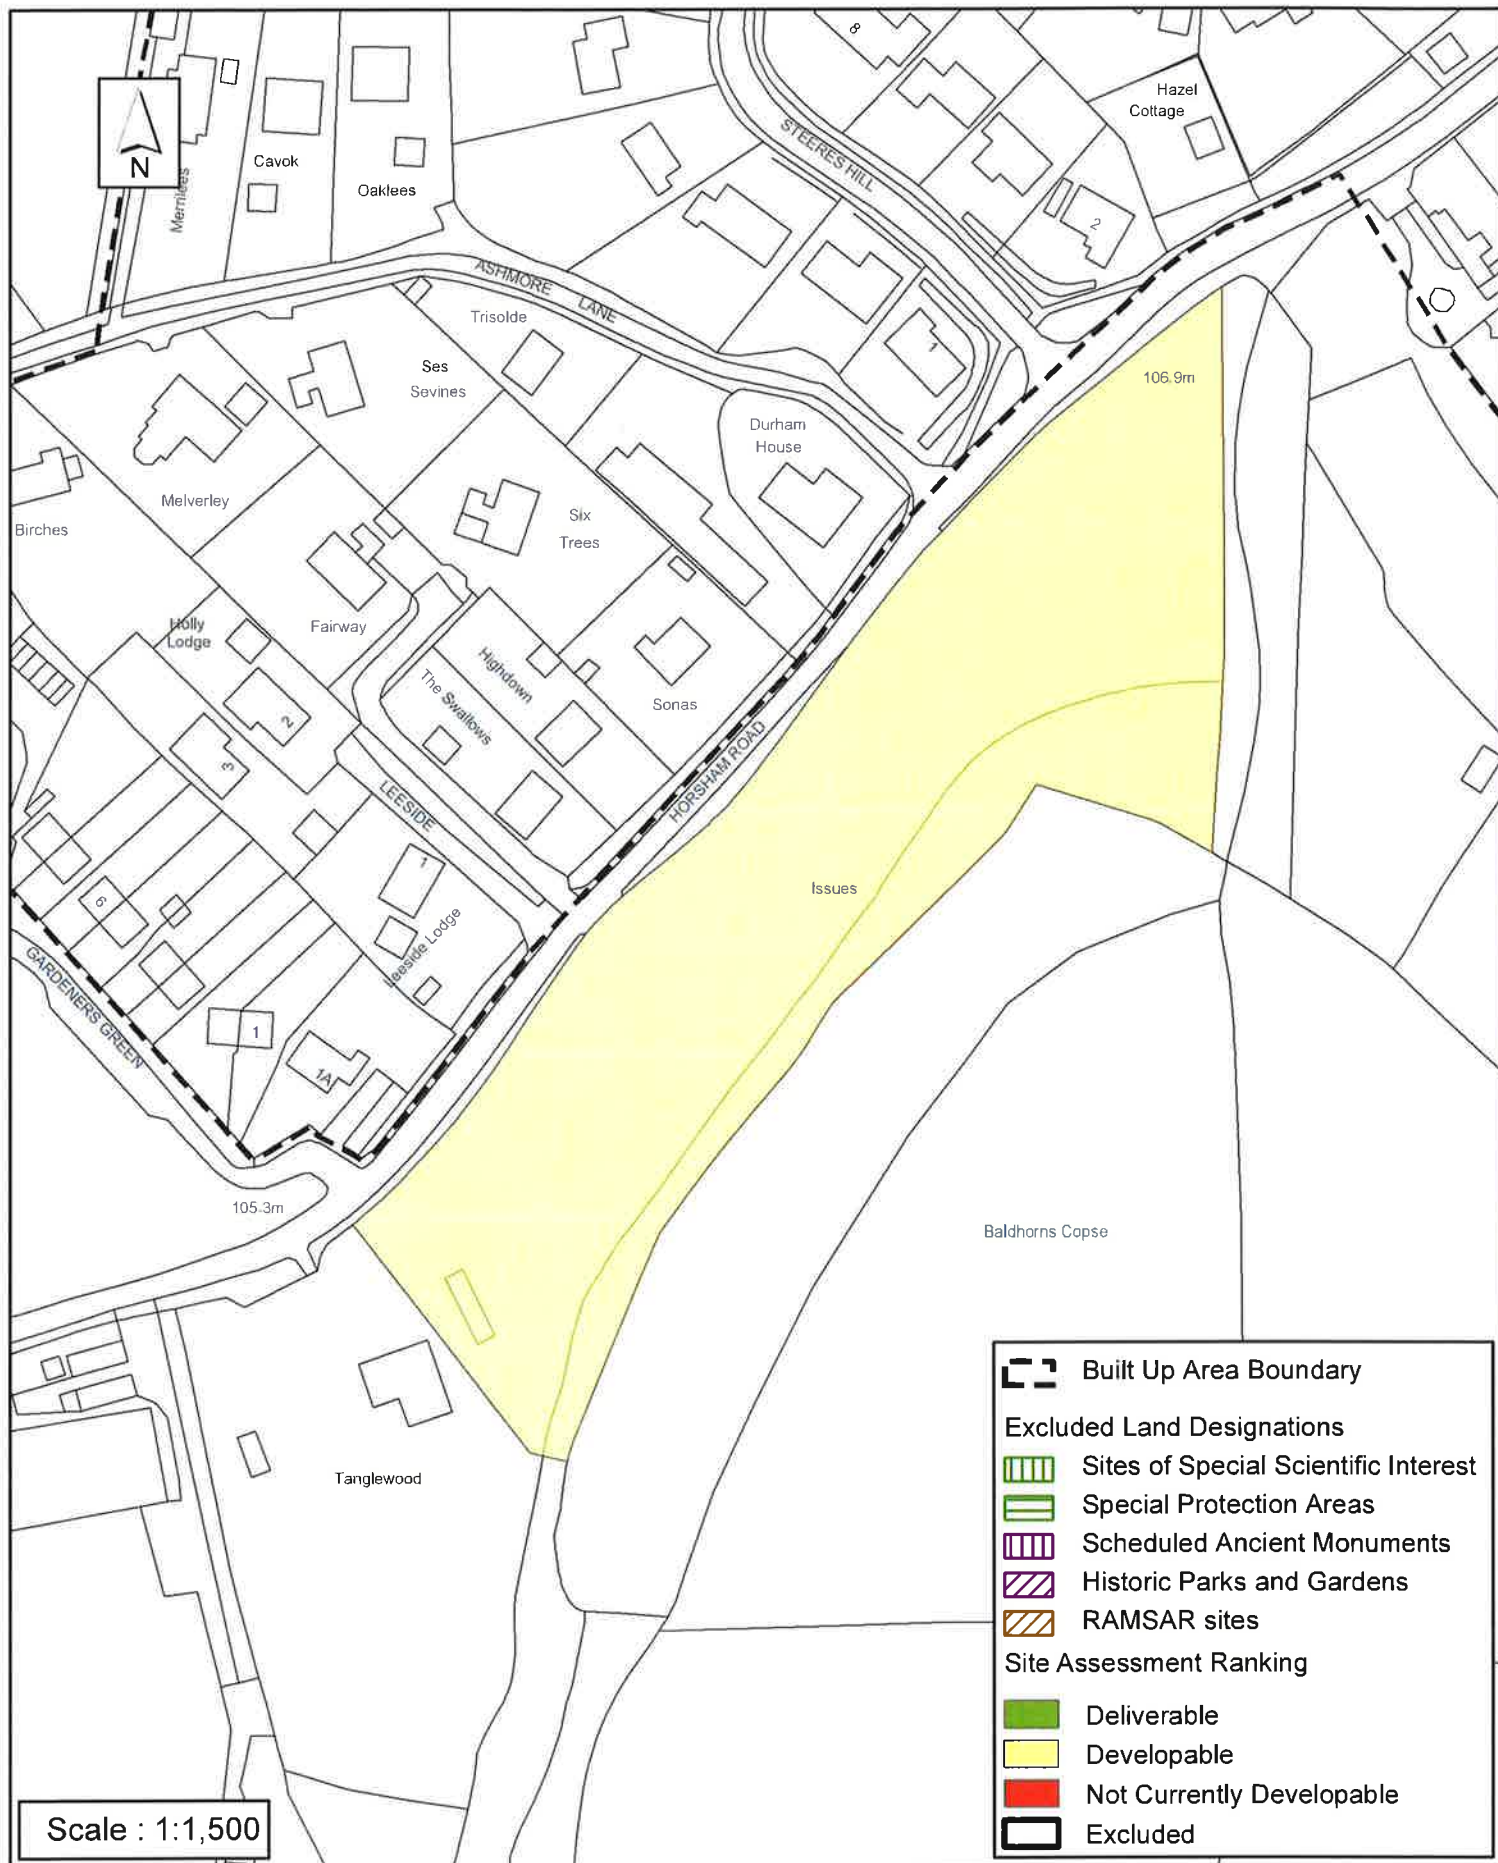 8
Hazel
Cottage
STEERES HILL
N
Cavok
Oaklees
Merrilees
2
ASHMORE LANE
Trisolde
1
106.9m
Ses
Sevines
Durham
House
Melverley
Birches
Six
Trees
Holly
Lodge
Fairway
Highdown
The Swallows
Sonas
2
3
HORSHAM ROAD
LEESIDE
1
Issues
6
Leeside Lodge
GARDENERS GREEN
1
1A
105.3m
Baldhorns Copse
Tanglewood
Built Up Area Boundary
Excluded Land Designations
Sites of Special Scientific Interest
Special Protection Areas
Scheduled Ancient Monuments
Historic Parks and Gardens
RAMSAR sites
Site Assessment Ranking
Deliverable
Developable
Not Currently Developable
Excluded
Scale : 1:1,500